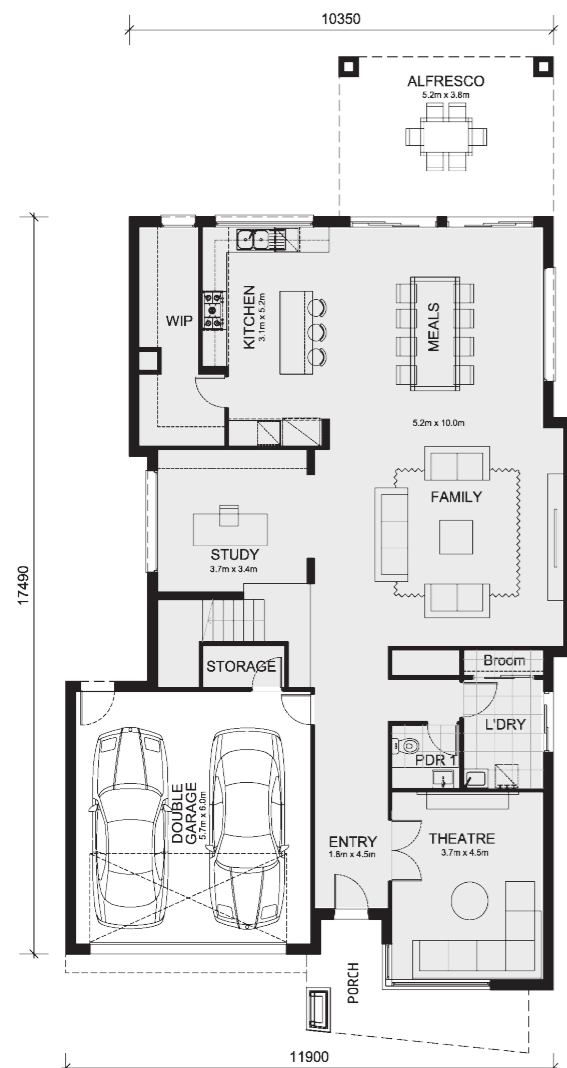 10350
ALFRESCO
5.2m x 3.8m
WIP
KITCHEN
3.1m x 5.2m
MEALS
5.2m x 10.0m
FAMILY
17490
STUDY
3.7m x 3.4m
STORAGE
Broom
L'DRY
PDR 1
DOUBLE
GARAGE
5.7m x 6.0m
ENTRY
1.8m x 4.5m
THEATRE
3.7m x 4.5m
PORCH
11900